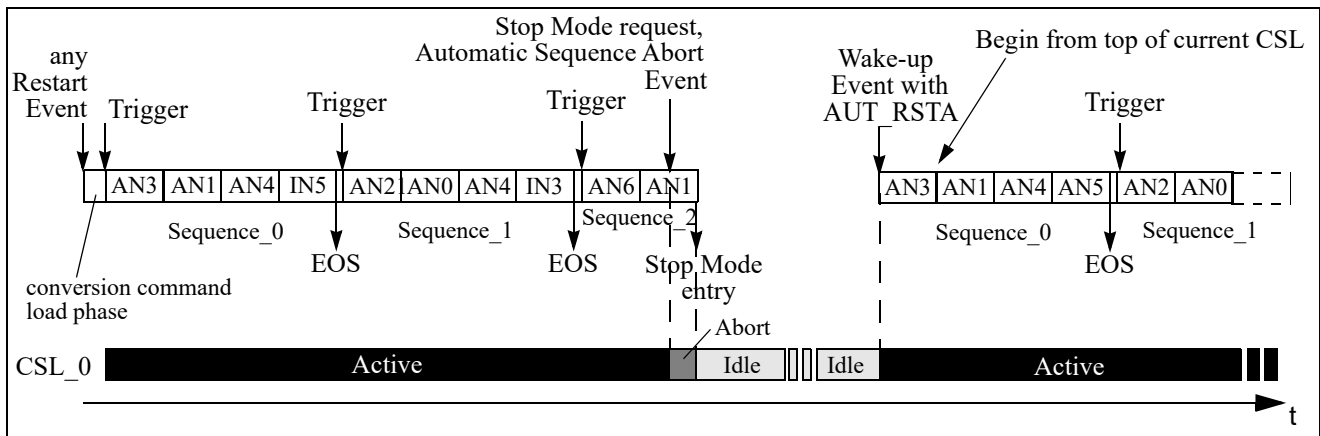 any
Restart
Event
Trigger
Trigger
Stop Mode request,
Automatic Sequence Abort
Event
Trigger
Wake-up
Event with
AUT_RSTA
Begin from top of current CSL
Trigger
AN3 AN1 AN4 IN5 AN21 AN0 AN4 IN3 AN6 AN1
AN3 AN1 AN4 AN5 AN2 AN0
Sequence_0
Sequence_1
Sequence_2
Sequence_0
Sequence_1
EOS
EOS
Stop Mode
entry
EOS
conversion command
load phase
Abort
CSL_0
Active
Idle
Idle
Active
t